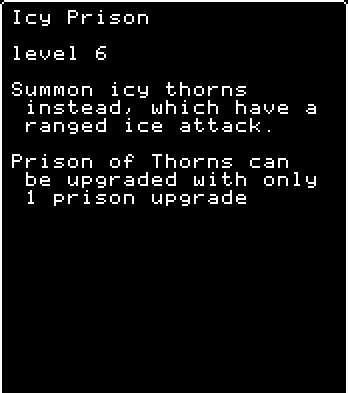 Icy Prison
level 6
Summon icy thorns
instead, which have a
ranged ice attack.
Prison of Thorns can
be upgraded with only
1 prison upgrade